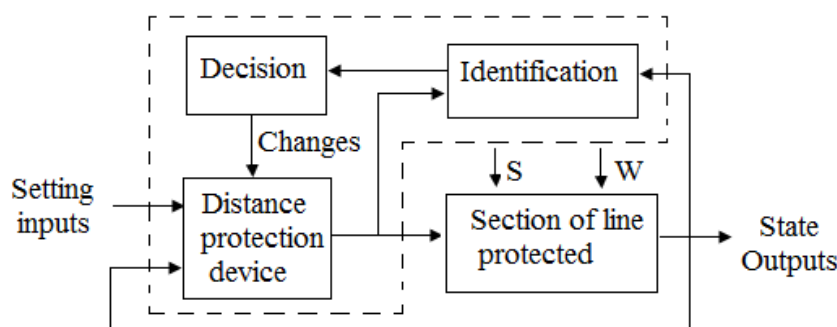 Decision
Identification
Changes
S
W
Setting
inputs
Distance
protection
device
Section of line
protected
State
Outputs